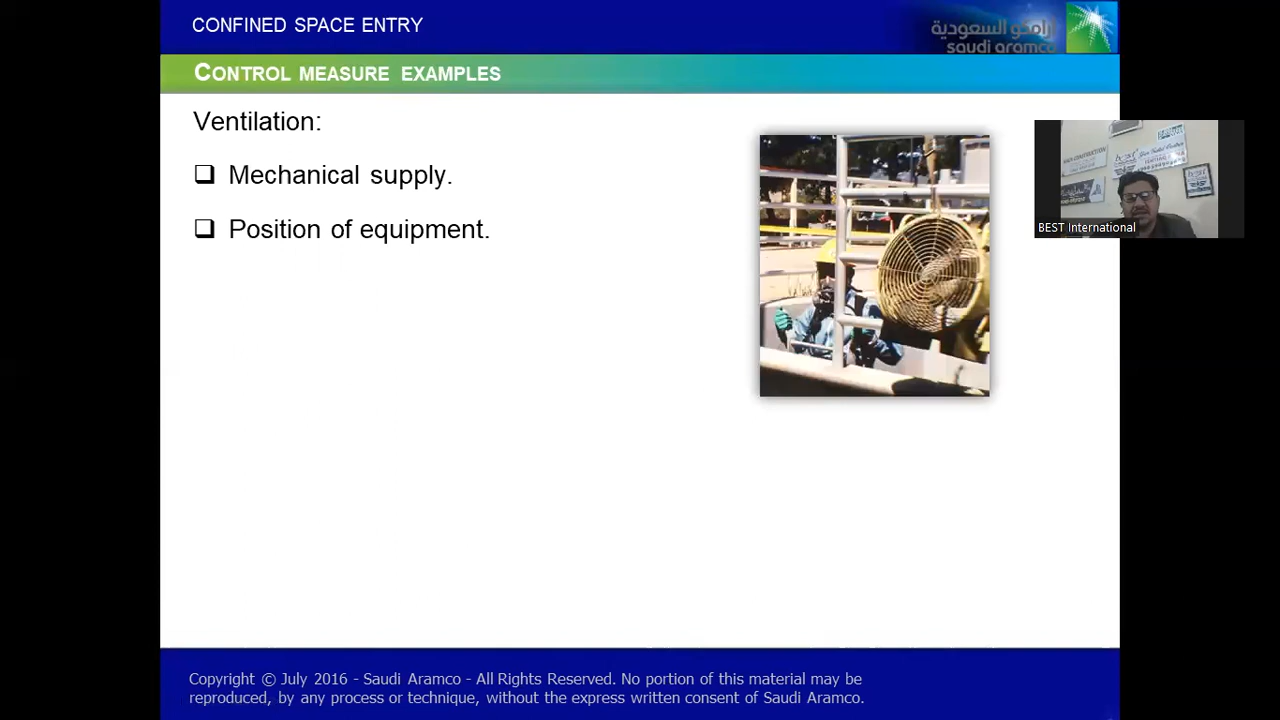 CONFINED SPACE ENTRY
أرامكو السعودية
saudi aramco
CONTROL MEASURE EXAMPLES
Ventilation:
Mechanical supply.
Position of equipment.
BEST International
Copyright © July 2016 - Saudi Aramco - All Rights Reserved. No portion of this material may be
reproduced, by any process or technique, without the express written consent of Saudi Aramco.